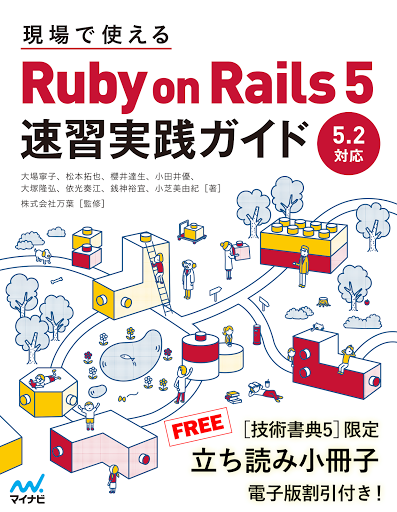 現場で使える
Ruby on Rails 5
速習実践ガイド
5.2
対応
大場寧子、松本拓也、櫻井達生、小田井優、
大塚隆弘、依光奏江、銭神裕宜、小芝美由紀［著］
株式会社万葉［監修］
FREE
［技術書典5］限定
立ち読み小冊子
電子版割引付き！
マイナビ